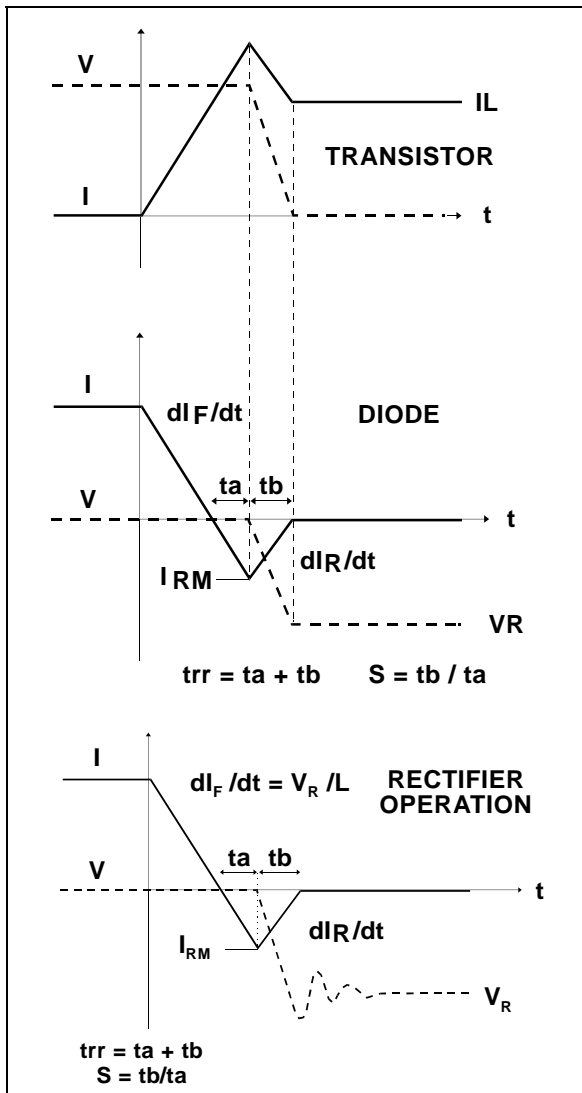 V
IL
TRANSISTOR
I
t
I
dIF/dt
DIODE
ta tb
V
t
IRM
dIR/dt
VR
trr = ta + tb S = tb / ta
I
dIF/dt = VR/L
RECTIFIER
OPERATION
ta tb
V
t
IRM
dIR/dt
VR
trr = ta + tb
S = tb/ta